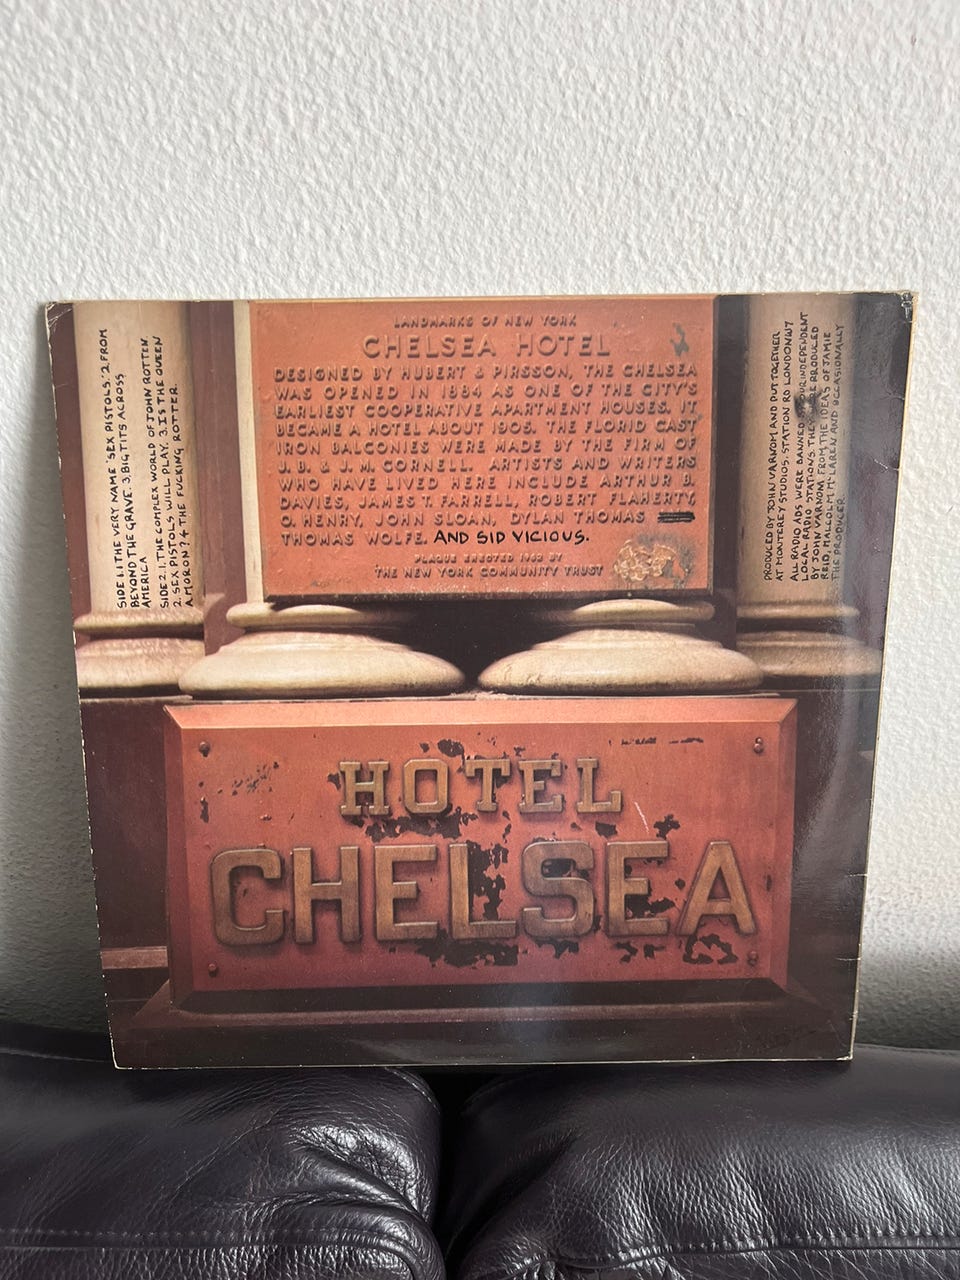 SIDE 1. 1. THE VERY NAME 'SEX PISTOLS'. 2. FROM
BEYOND THE GRAVE. 3. BIG TITS ACROSS
AMERICA
SIDE 2. 1. THE COMPLEX WORLD OF JOHN ROTTEN
2. SEX PISTOLS WILL PLAY. 3. IS THE QUEEN
A MORON? 4 THE FUCKING ROTTER.
LANDMARKS OF NEW YORK
CHELSEA HOTEL
DESIGNED BY HUBERT & PIRSSON, THE CHELSEA
WAS OPENED IN 1884 AS ONE OF THE CITY'S
EARLIEST COOPERATIVE APARTMENT HOUSES. IT
BECAME A HOTEL ABOUT 1905. THE FLORID CAST
IRON BALCONIES WERE MADE BY THE FIRM OF
J.B. & J.M. CORNELL. ARTISTS AND WRITERS
WHO HAVE LIVED HERE INCLUDE ARTHUR B.
DAVIES, JAMES T. FARRELL, ROBERT FLAHERTY,
O. HENRY, JOHN SLOAN, DYLAN THOMAS
THOMAS WOLFE. AND SID VICIOUS.
PLAQUE ERECTED BY
THE NEW YORK COMMUNITY TRUST
PRODUCED BY JOHN VARNOM AND PUT TOGETHER
AT MONTEREY STUDIOS. STATION RD LONDON W7
ALL RADIO ADS WERE BANNED OUR INDEPENDENT
LOCAL RADIO STATIONS. THEY WERE PRODUCED
BY JOHN VARNOM FROM THE IDEAS OF JAMIE
REID, MALCOLM McLAREN AND OCCASIONALLY
THE PRODUCER.
HOTEL
CHELSEA